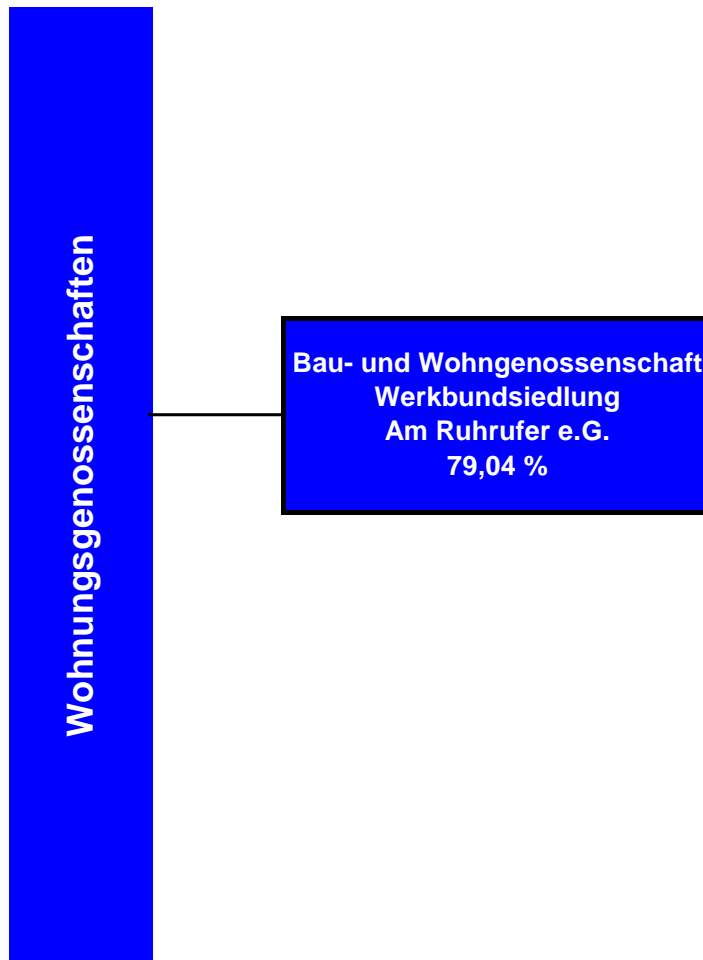 Wohnungsgenossenschaften
Bau- und Wohngenossenschaft
Werkbundsiedlung
Am Ruhrufer e.G.
79,04 %